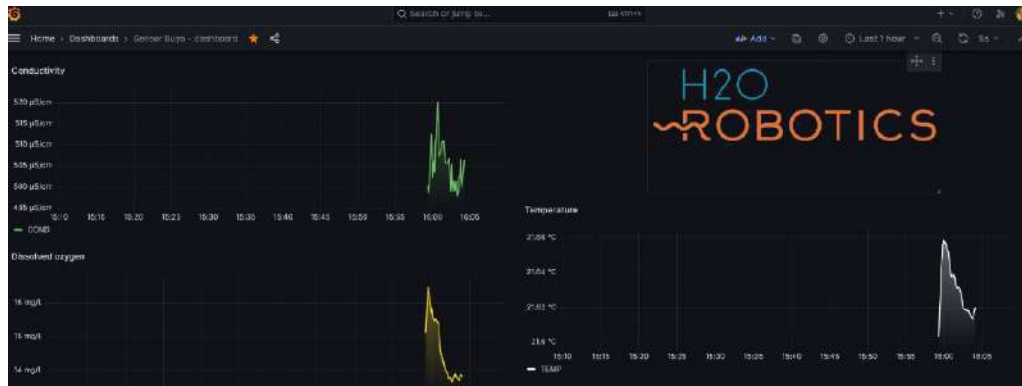 Search or jump to...
Home › Dashboards › Sensor Buyo - dashboard
Add
Last 1 hour
5s
Conductivity
520 µS/cm
515 µS/cm
510 µS/cm
505 µS/cm
500 µS/cm
495 µS/cm
15:10 15:15 15:20 15:25 15:30 15:35 15:40 15:45 15:50 15:55 16:00 16:05
COND
H2O
ROBOTICS
Dissolved oxygen
16 mg/L
15 mg/L
14 mg/L
Temperature
21.66 °C
21.64 °C
21.62 °C
21.6 °C
15:10 15:15 15:20 15:25 15:30 15:35 15:40 15:45 15:50 15:55 16:00 16:05
TEMP